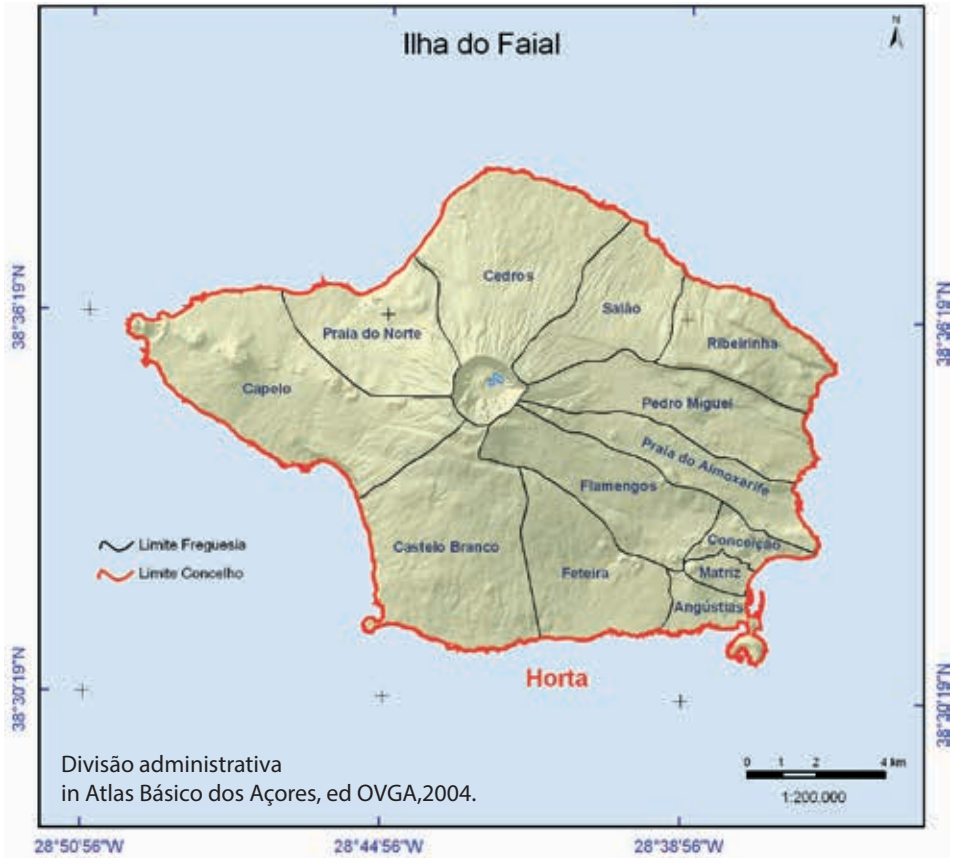 Ilha do Faial
N
38°36'19"N
38°36'19"N
Cedros
Salão
Praia do Norte
Ribeirinha
Capelo
Pedro Miguel
Praia do Almoxarife
Flamengos
Conceição
Castelo Branco
Feteira
Matriz
Angústias
Limite Freguesia
Limite Concelho
Horta
38°30'19"N
38°30'19"N
Divisão administrativa
in Atlas Básico dos Açores, ed OVGA,2004.
0 1 2 4 km
1:200.000
28°50'56"W
28°44'56"W
28°38'56"W